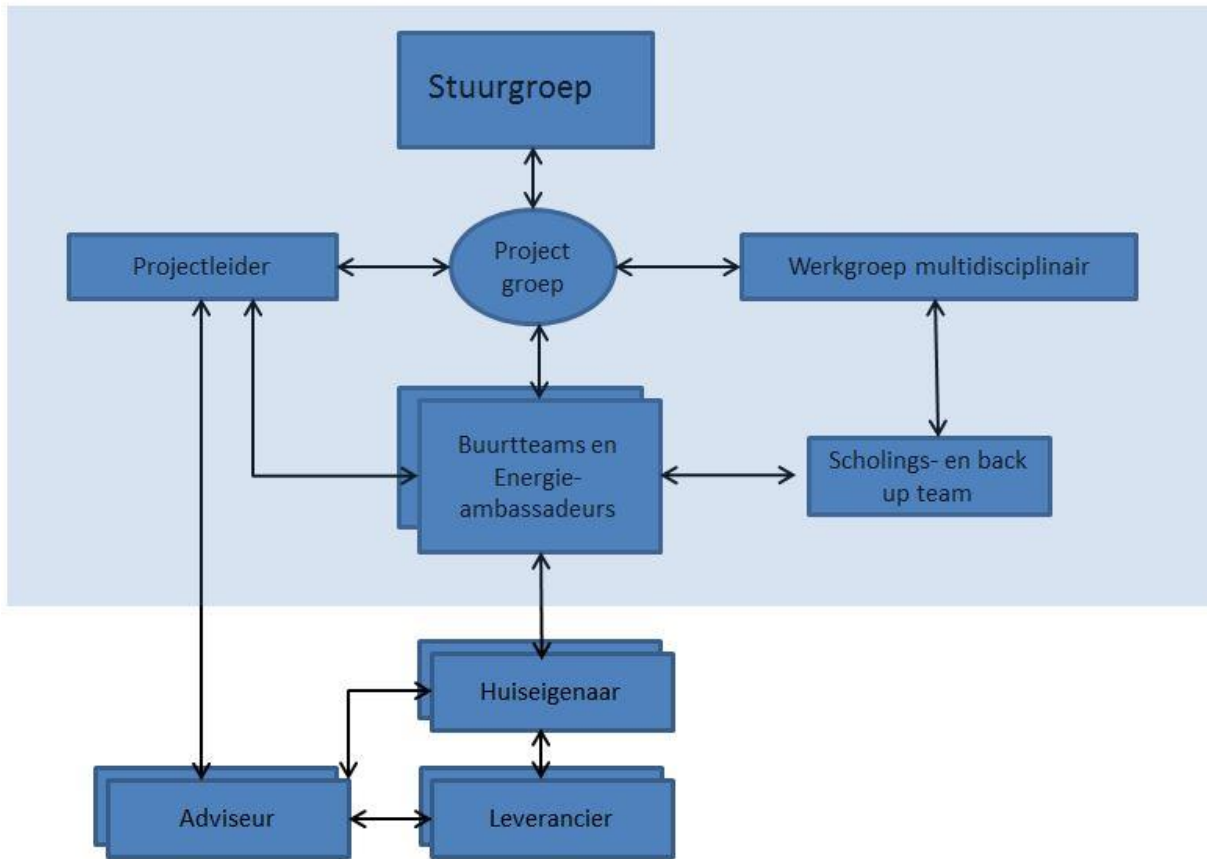 Stuurgroep
Projectleider
Project
groep
Werkgroep multidisciplinair
Buurtteams en
Energie-
ambassadeurs
Scholings- en back
up team
Huiseigenaar
Adviseur
Leverancier